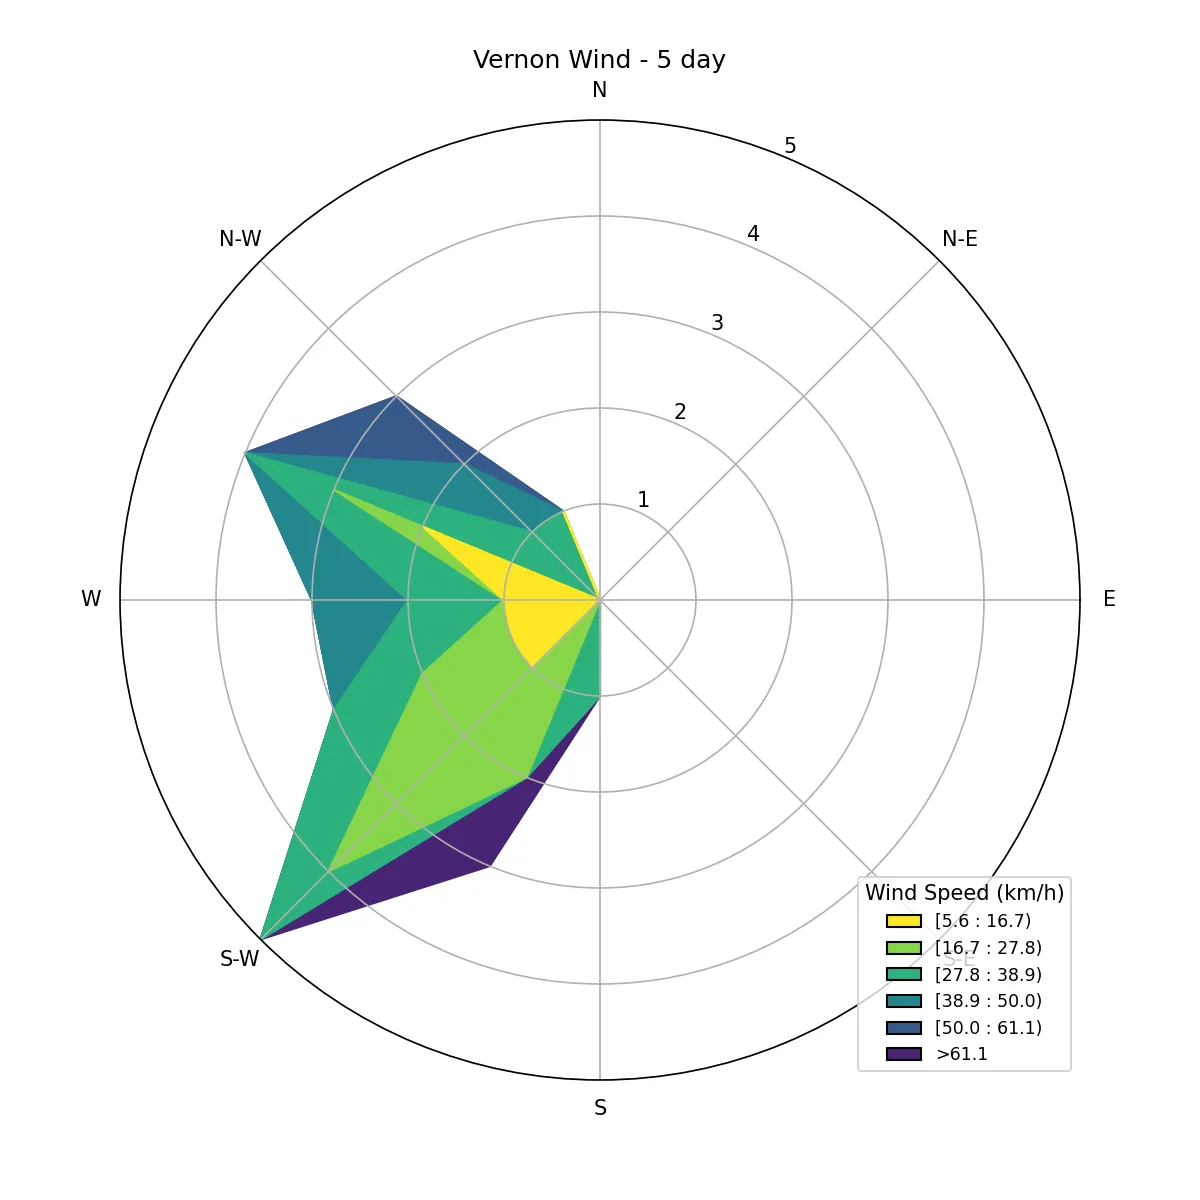 Vernon Wind - 5 day
N
5
N-W
N-E
4
3
2
1
W
E
Wind Speed (km/h)
[5.6 : 16.7)
[16.7 : 27.8)
S-W
S-E
[27.8 : 38.9)
[38.9 : 50.0)
[50.0 : 61.1)
>61.1
S